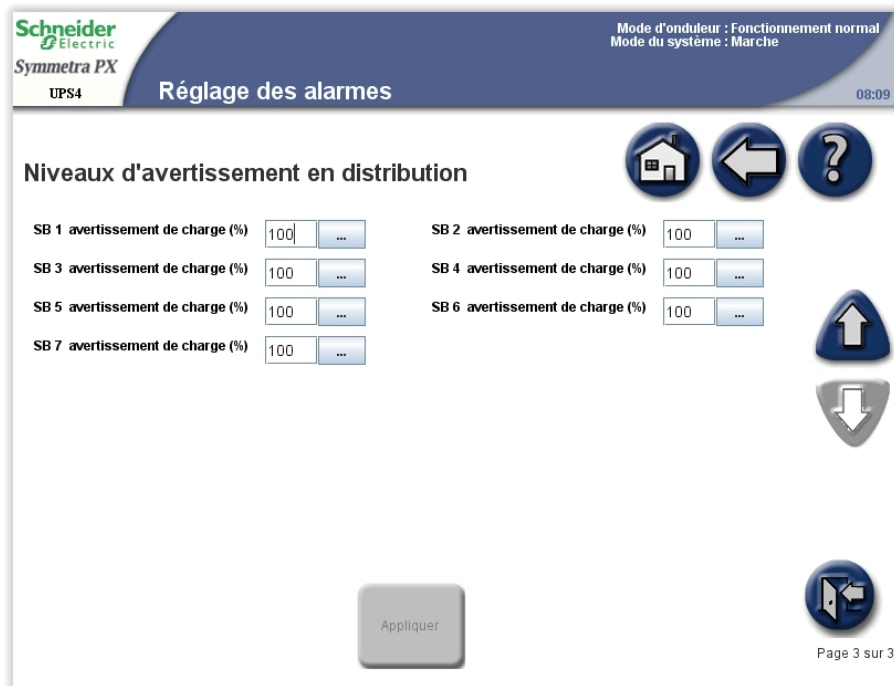 Schneider
Electric
Symmetra PX
UPS4
Réglage des alarmes
Mode d'onduleur : Fonctionnement normal
Mode du système : Marche
08:09
Niveaux d'avertissement en distribution
?
SB 1 avertissement de charge (%) 100 ...
SB 2 avertissement de charge (%) 100 ...
SB 3 avertissement de charge (%) 100 ...
SB 4 avertissement de charge (%) 100 ...
SB 5 avertissement de charge (%) 100 ...
SB 6 avertissement de charge (%) 100 ...
SB 7 avertissement de charge (%) 100 ...
Appliquer
Page 3 sur 3